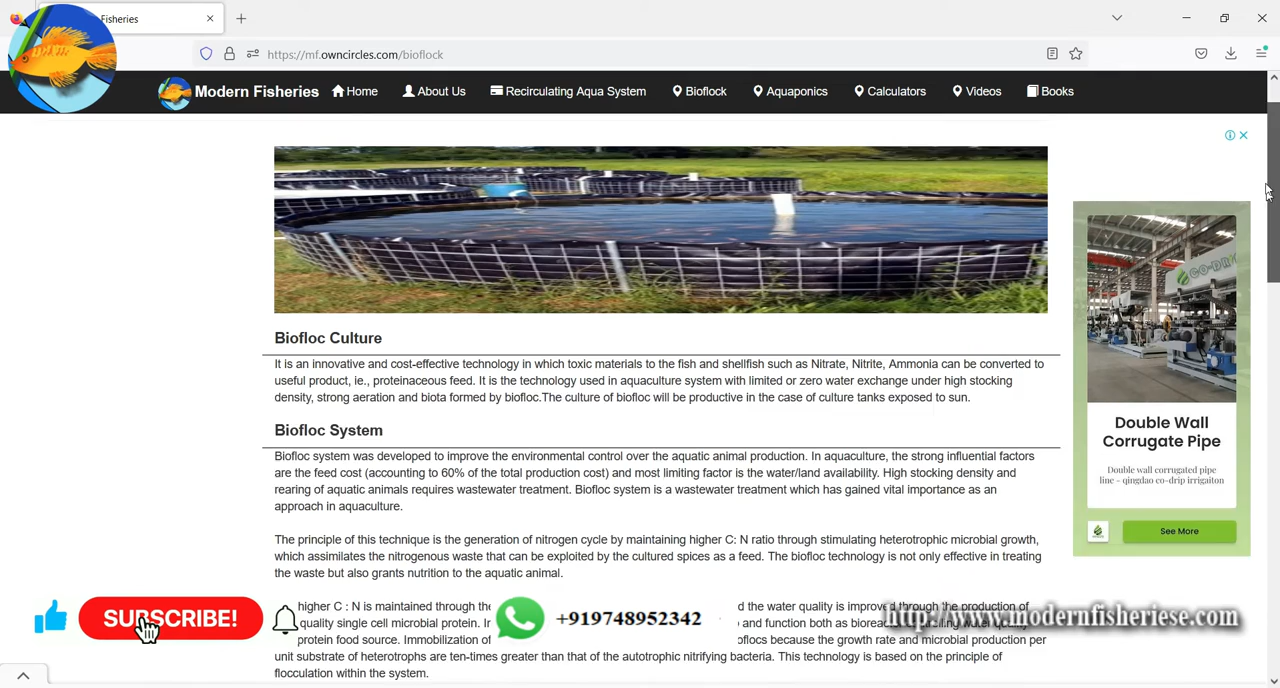 Fisheries
https://mf.owncircles.com/bioflock
Modern Fisheries Home About Us Recirculating Aqua System Bioflock Aquaponics Calculators Videos Books
Biofloc Culture
It is an innovative and cost-effective technology in which toxic materials to the fish and shellfish such as Nitrate, Nitrite, Ammonia can be converted to
useful product, ie., proteinaceous feed. It is the technology used in aquaculture system with limited or zero water exchange under high stocking
density, strong aeration and biota formed by biofloc.The culture of biofloc will be productive in the case of culture tanks exposed to sun.
Biofloc System
Biofloc system was developed to improve the environmental control over the aquatic animal production. In aquaculture, the strong influential factors
are the feed cost (accounting to 60% of the total production cost) and most limiting factor is the water/land availability. High stocking density and
rearing of aquatic animals requires wastewater treatment. Biofloc system is a wastewater treatment which has gained vital importance as an
approach in aquaculture.
The principle of this technique is the generation of nitrogen cycle by maintaining higher C: N ratio through stimulating heterotrophic microbial growth,
which assimilates the nitrogenous waste that can be exploited by the cultured spices as a feed. The biofloc technology is not only effective in treating
the waste but also grants nutrition to the aquatic animal.
higher C : N is maintained through the d the water quality is improved through the production of
quality single cell microbial protein. and function both as
protein food source. Immobilization of oflocs because the growth rate and microbial production per
unit substrate of heterotrophs are ten-times greater than that of the autotrophic nitrifying bacteria. This technology is based on the principle of
flocculation within the system.
CO-DRIP
Double Wall
Corrugate Pipe
Double wall corrugated pipe
line - qingdao co-drip irrigaiton
See More
SUBSCRIBE!
+919748952342
http://www.modernfisheriese.com